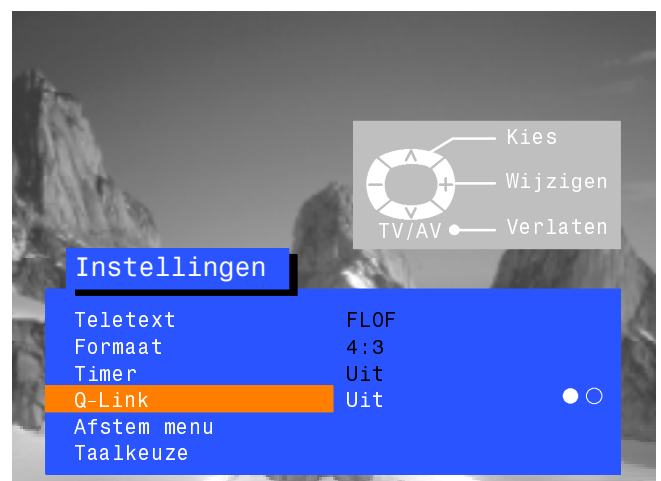 Kies
Wijzigen
TV/AV Verlaten
Instellingen
Teletext FLOF
Formaat 4:3
Timer Uit
Q-Link Uit
Afstem menu
Taalkeuze